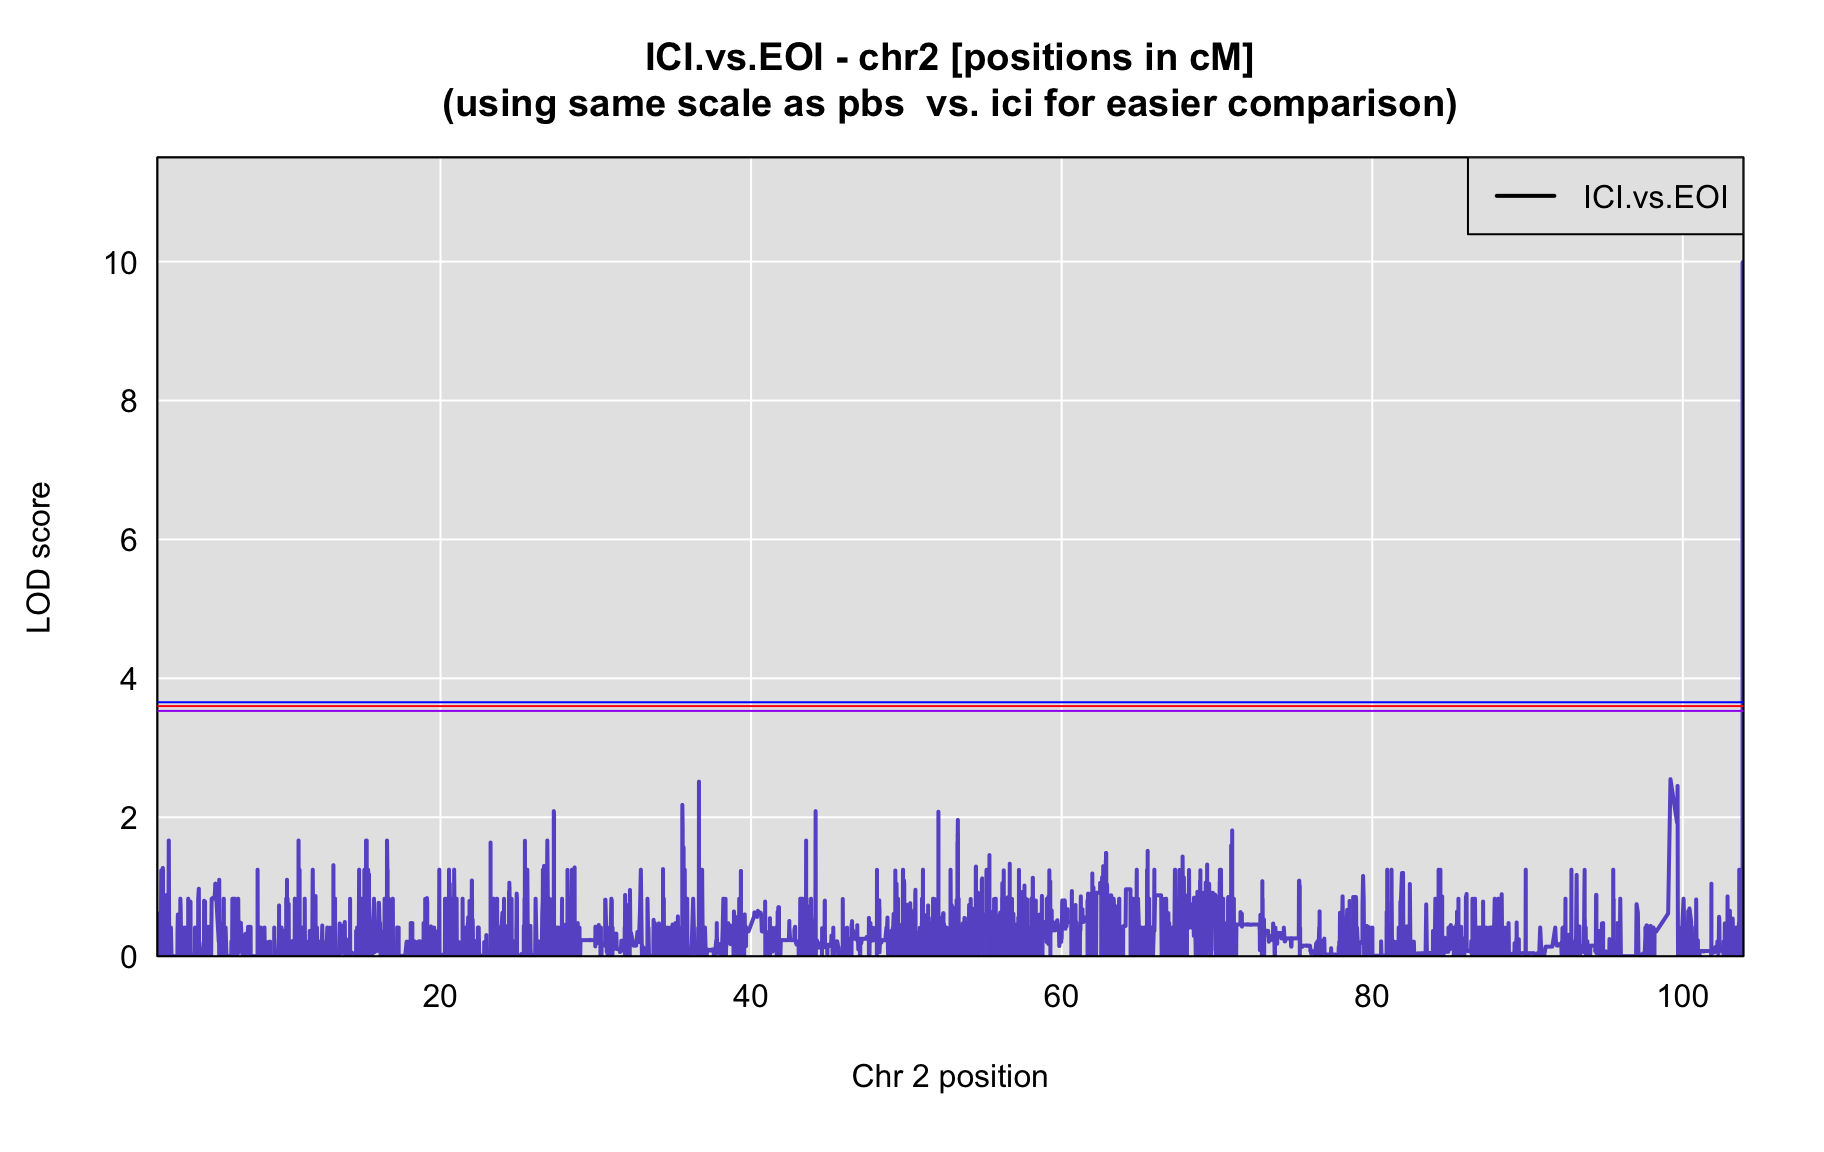 ICI.vs.EOI - chr2 [positions in cM]
(using same scale as pbs  vs. ici for easier comparison)
ICI.vs.EOI
10
8
6
4
2
0
LOD score
20
40
60
80
100
Chr 2 position